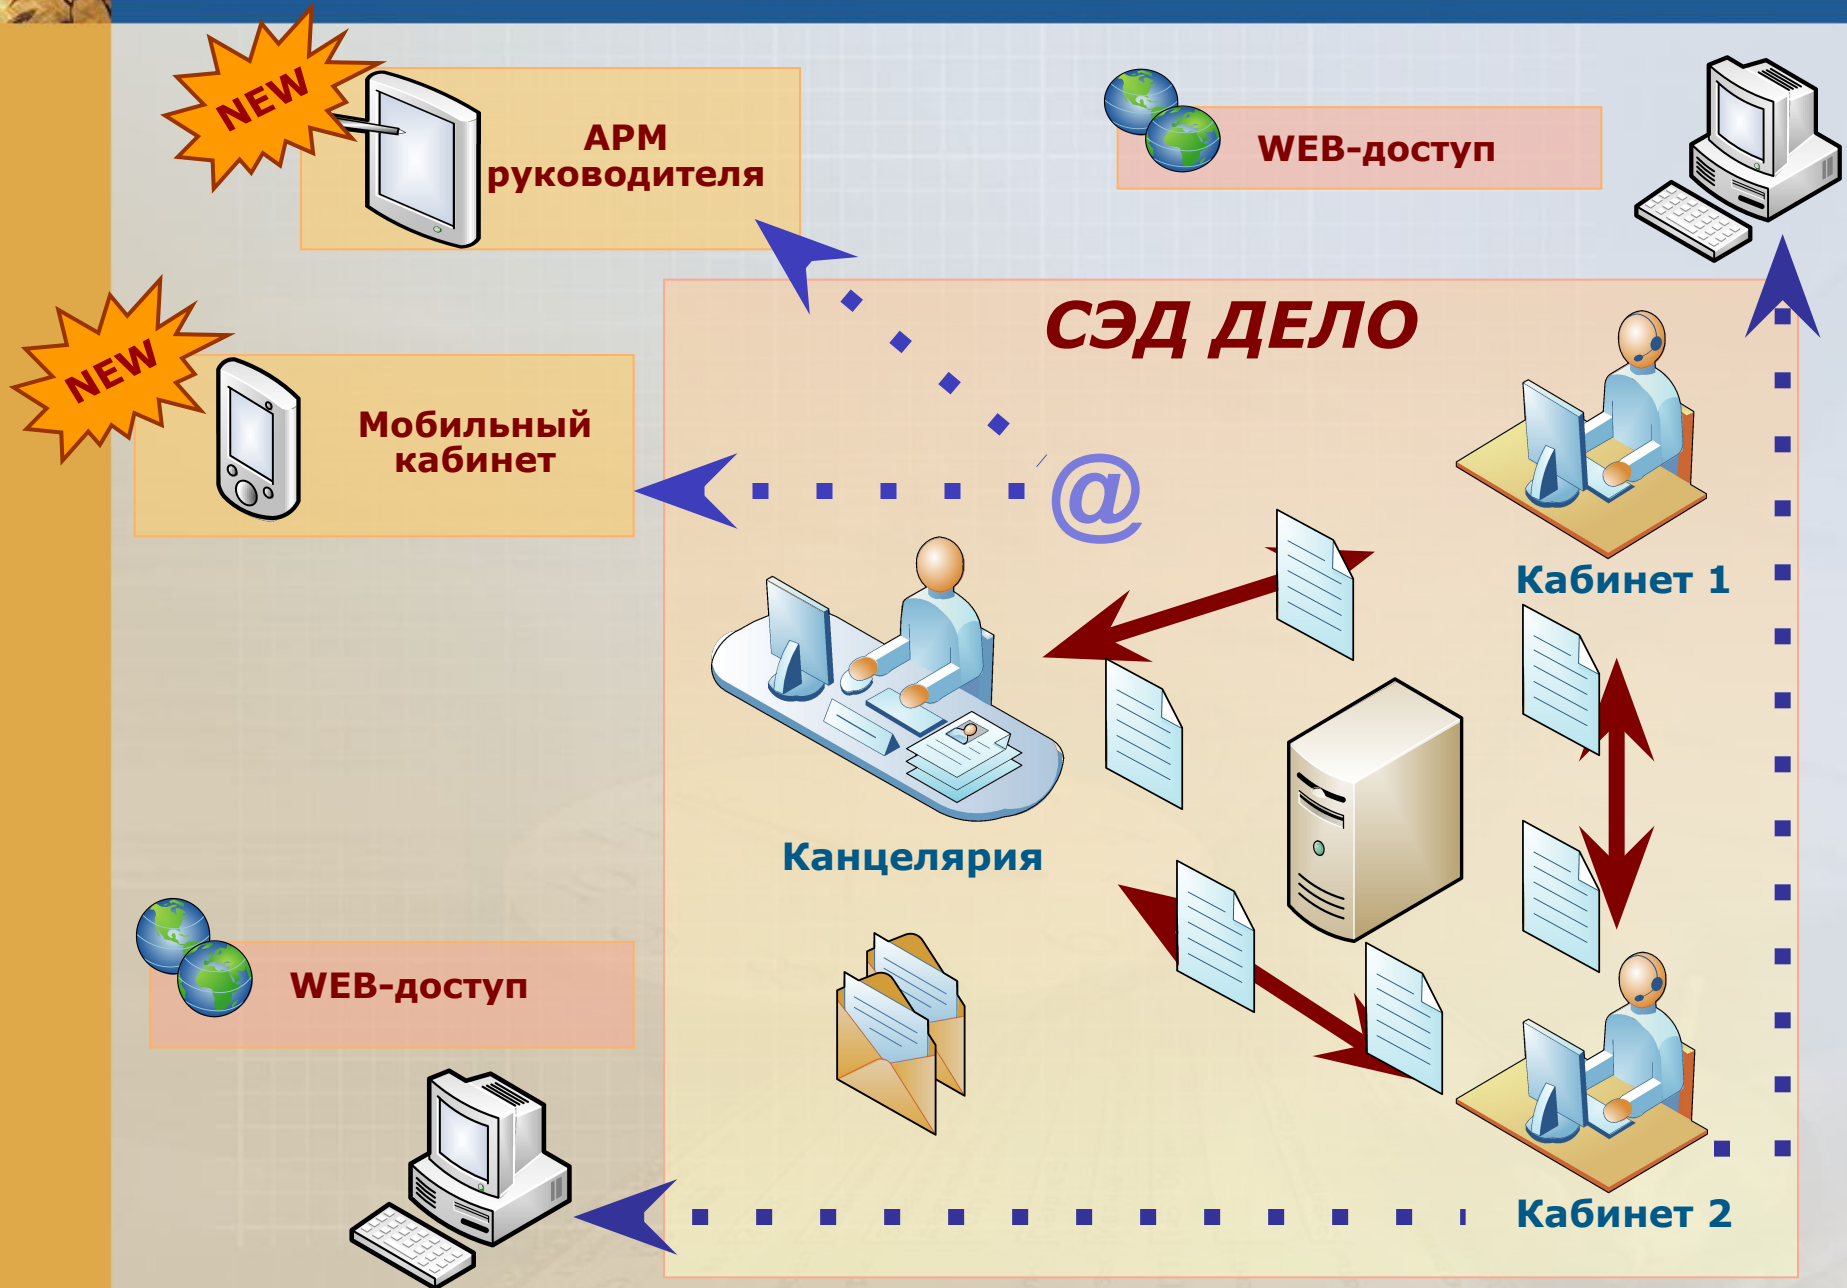 NEW
АРМ
руководителя
WEB-доступ
СЭД ДЕЛО
NEW
Мобильный
кабинет
@
Кабинет 1
Канцелярия
WEB-доступ
Кабинет 2